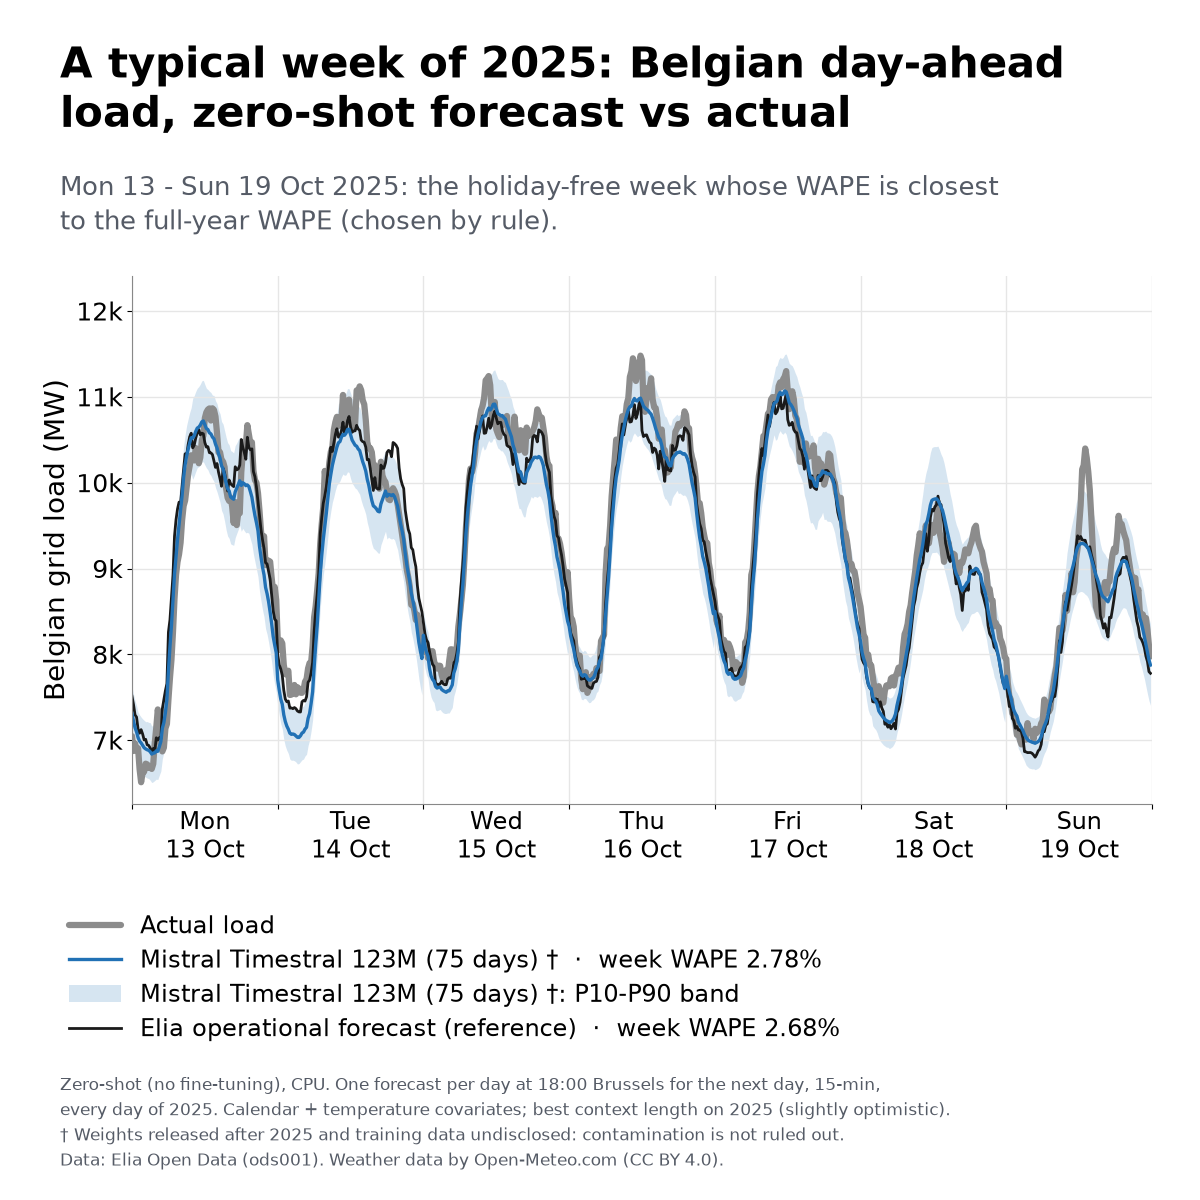 A typical week of 2025: Belgian day-ahead
load, zero-shot forecast vs actual
Mon 13 - Sun 19 Oct 2025: the holiday-free week whose WAPE is closest
to the full-year WAPE (chosen by rule).
Belgian grid load (MW)
12k
11k
10k
9k
8k
7k
Mon
13 Oct
Tue
14 Oct
Wed
15 Oct
Thu
16 Oct
Fri
17 Oct
Sat
18 Oct
Sun
19 Oct
Actual load
Mistral Timestral 123M (75 days) † · week WAPE 2.78%
Mistral Timestral 123M (75 days) †: P10-P90 band
Elia operational forecast (reference) · week WAPE 2.68%
Zero-shot (no fine-tuning), CPU. One forecast per day at 18:00 Brussels for the next day, 15-min,
every day of 2025. Calendar + temperature covariates; best context length on 2025 (slightly optimistic).
† Weights released after 2025 and training data undisclosed: contamination is not ruled out.
Data: Elia Open Data (ods001). Weather data by Open-Meteo.com (CC BY 4.0).